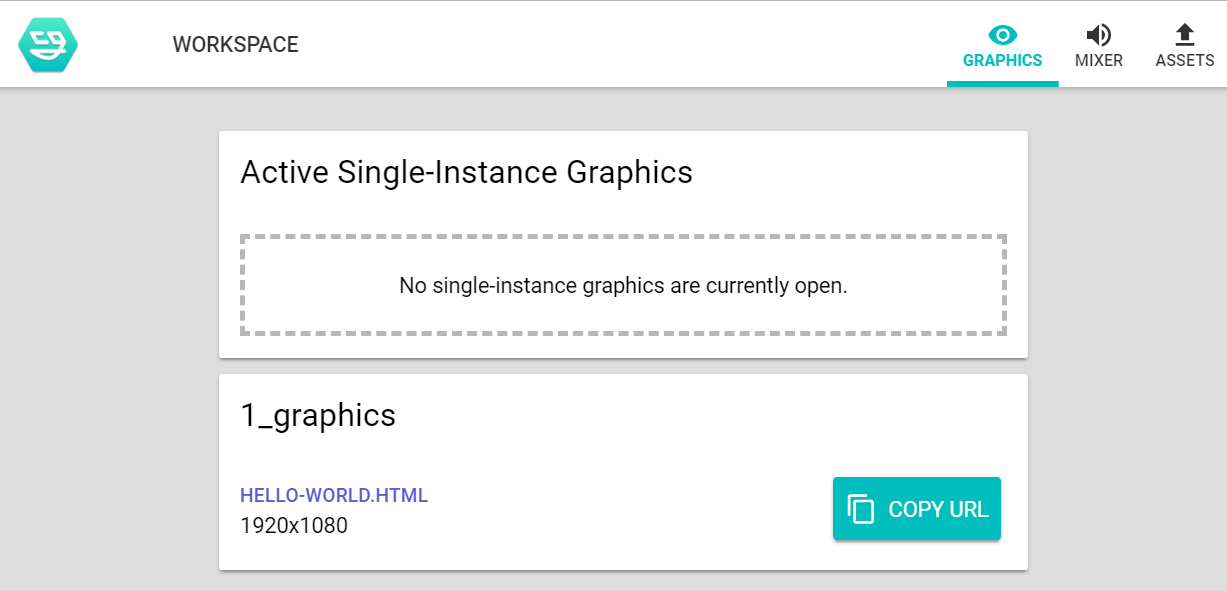 cg
WORKSPACE
GRAPHICS
MIXER
ASSETS
Active Single-Instance Graphics
No single-instance graphics are currently open.
1_graphics
HELLO-WORLD.HTML
1920x1080
COPY URL